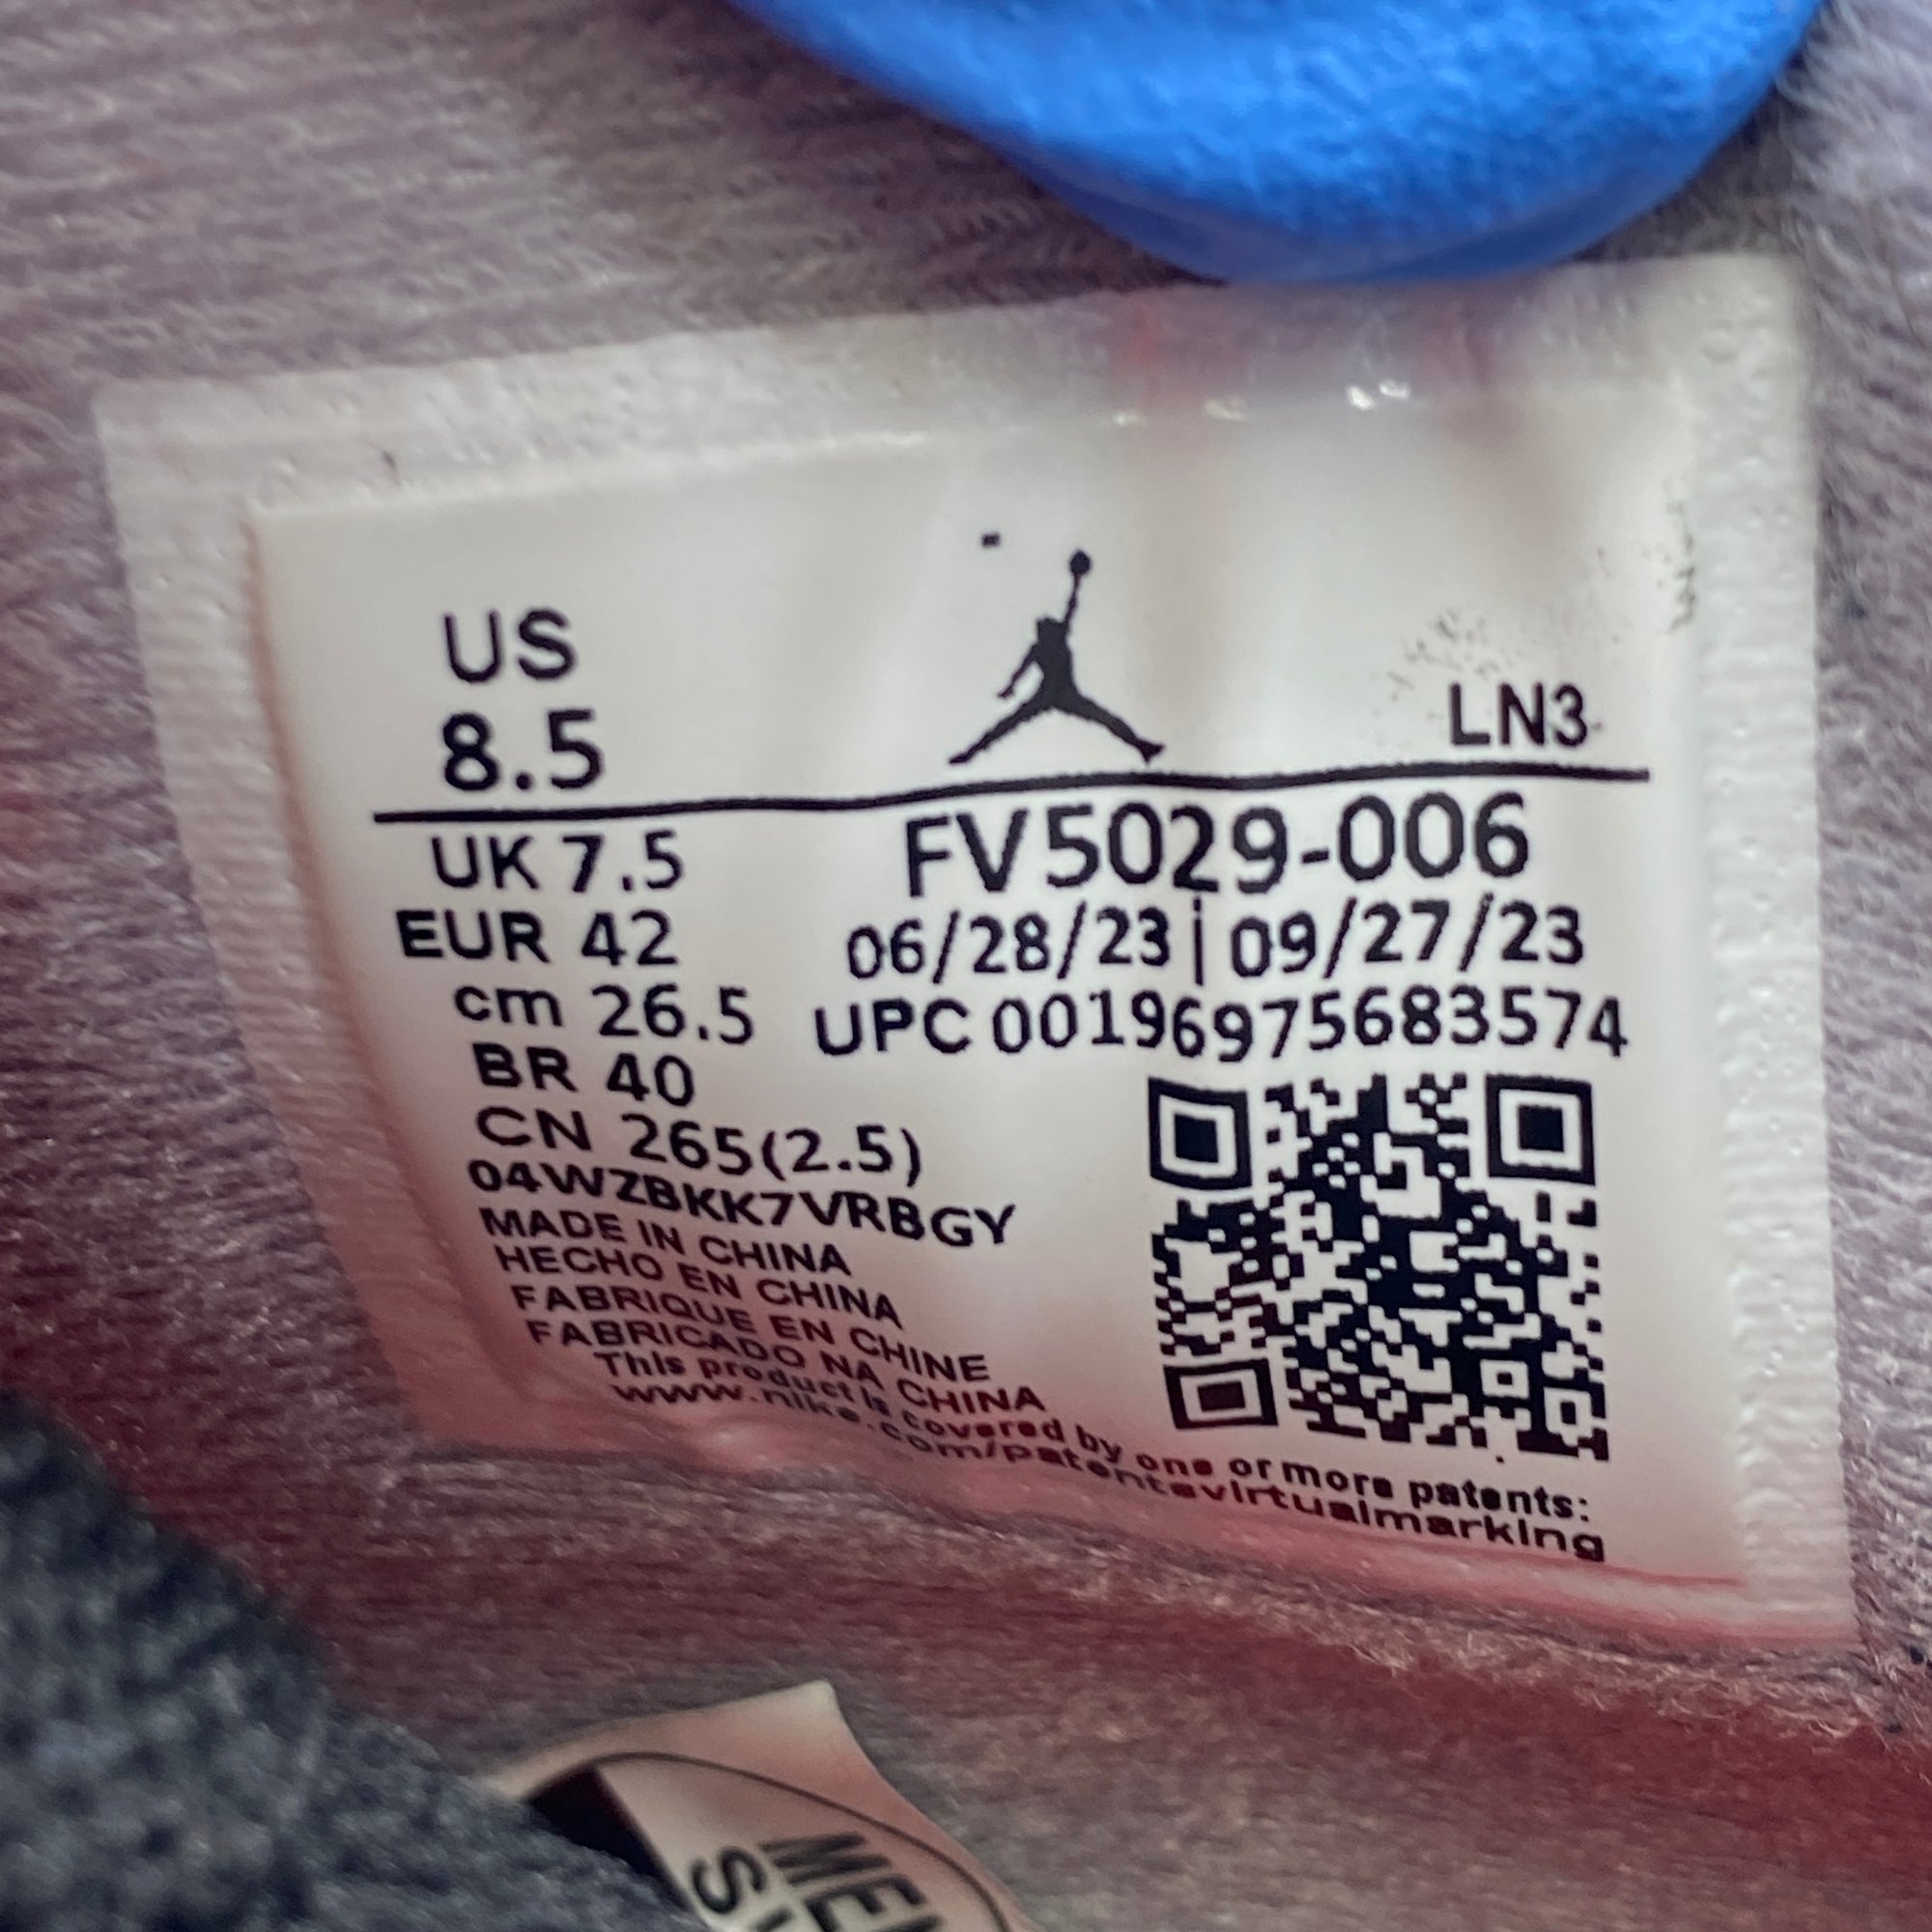 US
8.5
LN3
UK 7.5
FV5029-006
EUR 42
06/28/23|09/27/23
cm 26.5
UPC 00196975683574
BR 40
CN 265(2.5)
04WZBKK7VRBGY
MADE IN CHINA
HECHO EN CHINA
FABRIQUE EN CHINE
FABRICADO NA CHINA
This product is covered by one or more patents:
www.nike.com/patentsvirtualmarking